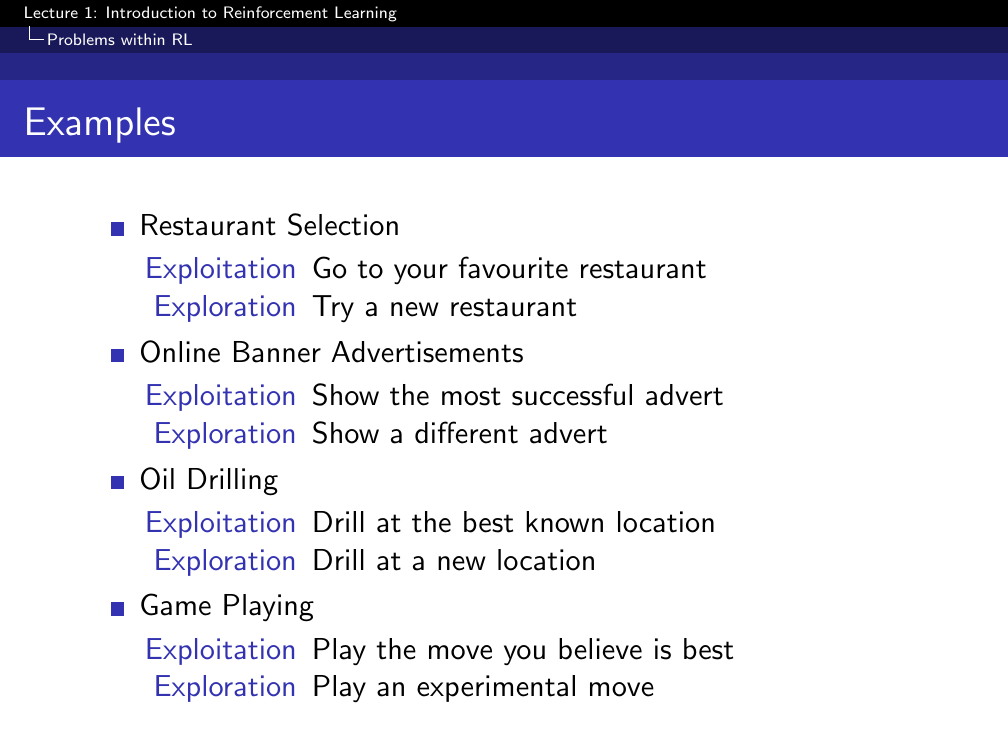 Lecture 1: Introduction to Reinforcement Learning
Problems within RL
Examples
Restaurant Selection
Exploitation Go to your favourite restaurant
Exploration Try a new restaurant
Online Banner Advertisements
Exploitation Show the most successful advert
Exploration Show a different advert
Oil Drilling
Exploitation Drill at the best known location
Exploration Drill at a new location
Game Playing
Exploitation Play the move you believe is best
Exploration Play an experimental move